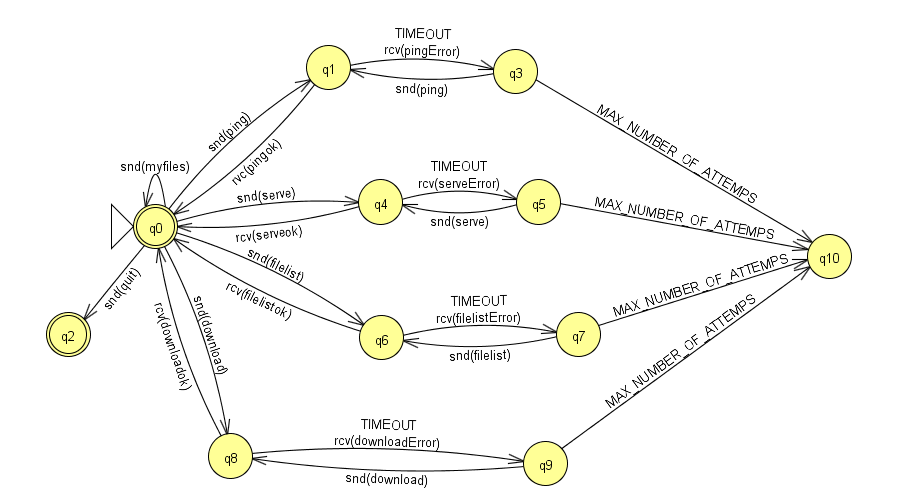 TIMEOUT
rcv(pingError)
q1
q3
snd(ping)
snd(ping)
MAX_NUMBER_OF_ATTEMPS
rvc(pingok)
snd(myfiles)
TIMEOUT
rcv(serveError)
snd(serve)
q4
q5
MAX_NUMBER_OF_ATTEMPS
snd(serve)
q0
rcv(serveok)
q10
snd(filelist)
MAX_NUMBER_OF_ATTEMPS
snd(quit)
rcv(filelistok)
TIMEOUT
rcv(filelistError)
q2
q6
q7
snd(filelist)
rcv(downloadok)
snd(download)
MAX_NUMBER_OF_ATTEMPS
TIMEOUT
rcv(downloadError)
q8
q9
snd(download)